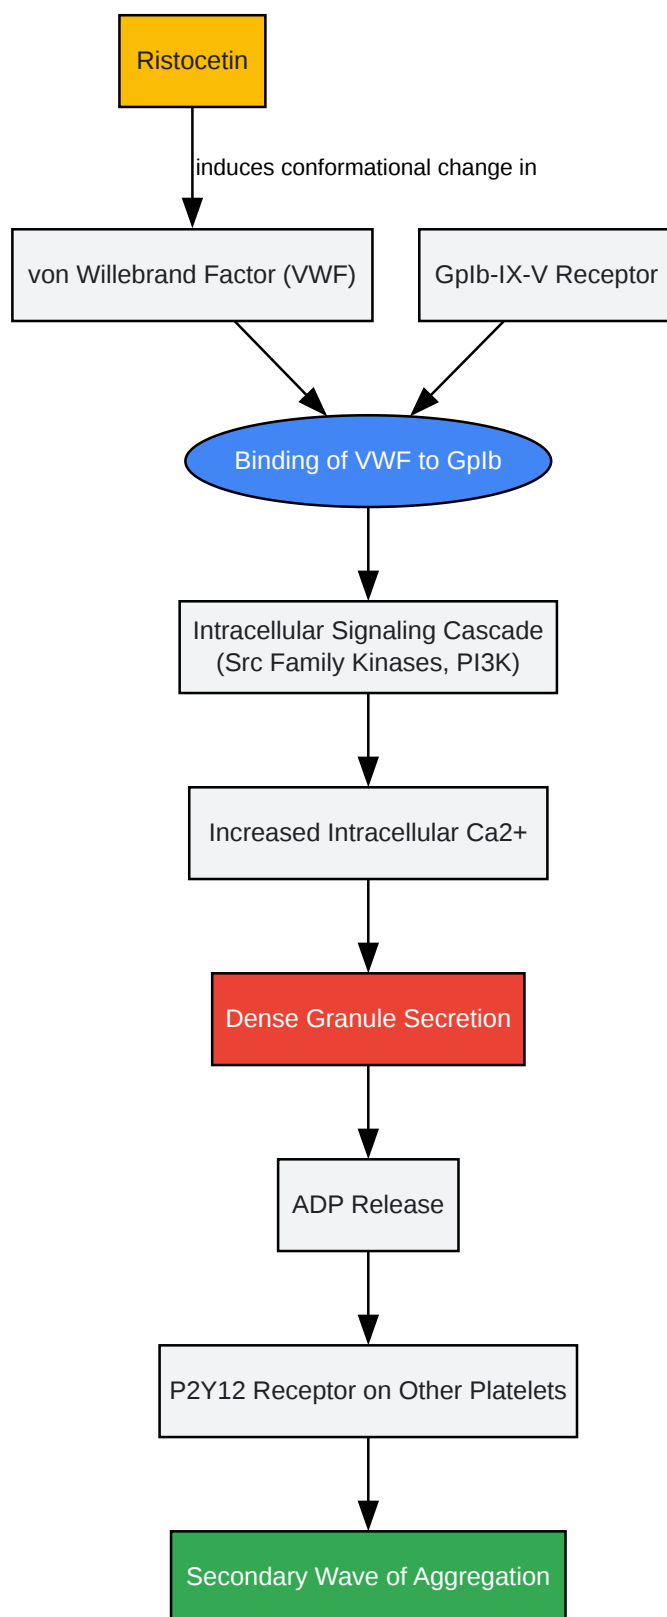 Ristocetin
induces conformational change in
von Willebrand Factor (VWF)
GpIb-IX-V Receptor
Binding of VWF to GpIb
Intracellular Signaling Cascade
(Src Family Kinases, PI3K)
Increased Intracellular Ca2+
Dense Granule Secretion
ADP Release
P2Y12 Receptor on Other Platelets
Secondary Wave of Aggregation